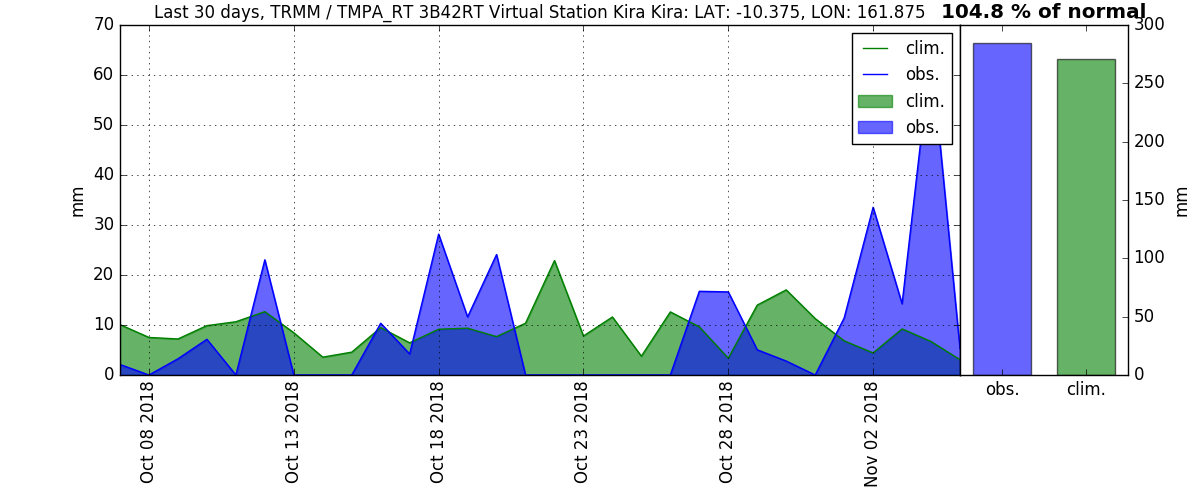 Last 30 days, TRMM / TMPA_RT 3B42RT Virtual Station Kira Kira: LAT: -10.375, LON: 161.875 104.8 % of normal
70
60
50
40
30
20
10
0
mm
clim.
obs.
clim.
obs.
300
250
200
150
100
50
0
mm
obs. clim.
Oct 08 2018
Oct 13 2018
Oct 18 2018
Oct 23 2018
Oct 28 2018
Nov 02 2018